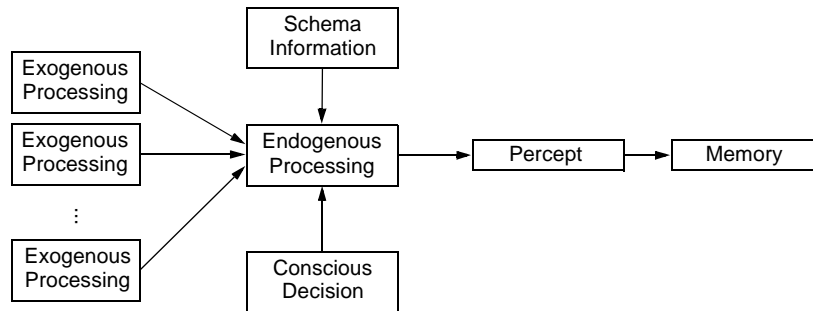 Schema
Information
Exogenous
Processing
Exogenous
Processing
...
Exogenous
Processing
Endogenous
Processing
Percept
Memory
Conscious
Decision